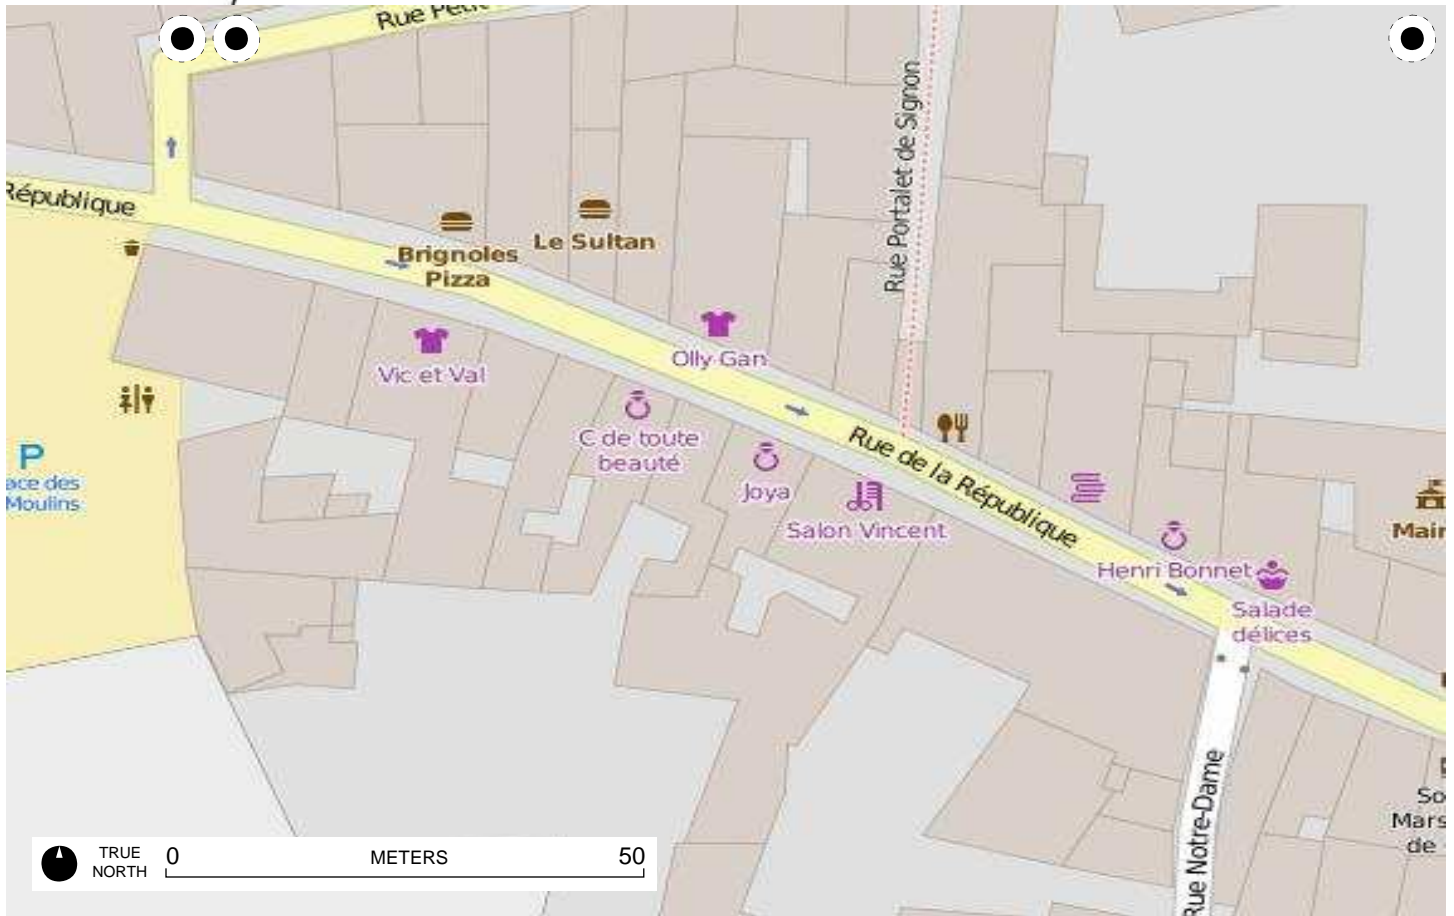 Rue Petit
République
Rue Portalet de Signon
Brignoles
Pizza
Le Sultan
Olly Gan
Vic et Val
C de toute
beauté
Joya
Salon Vincent
Rue de la République
P
ace des
Moulins
Henri Bonnet
Salade
délices
Mair
So
Mars
de
Rue Notre-Dame
TRUE
NORTH
0 METERS 50